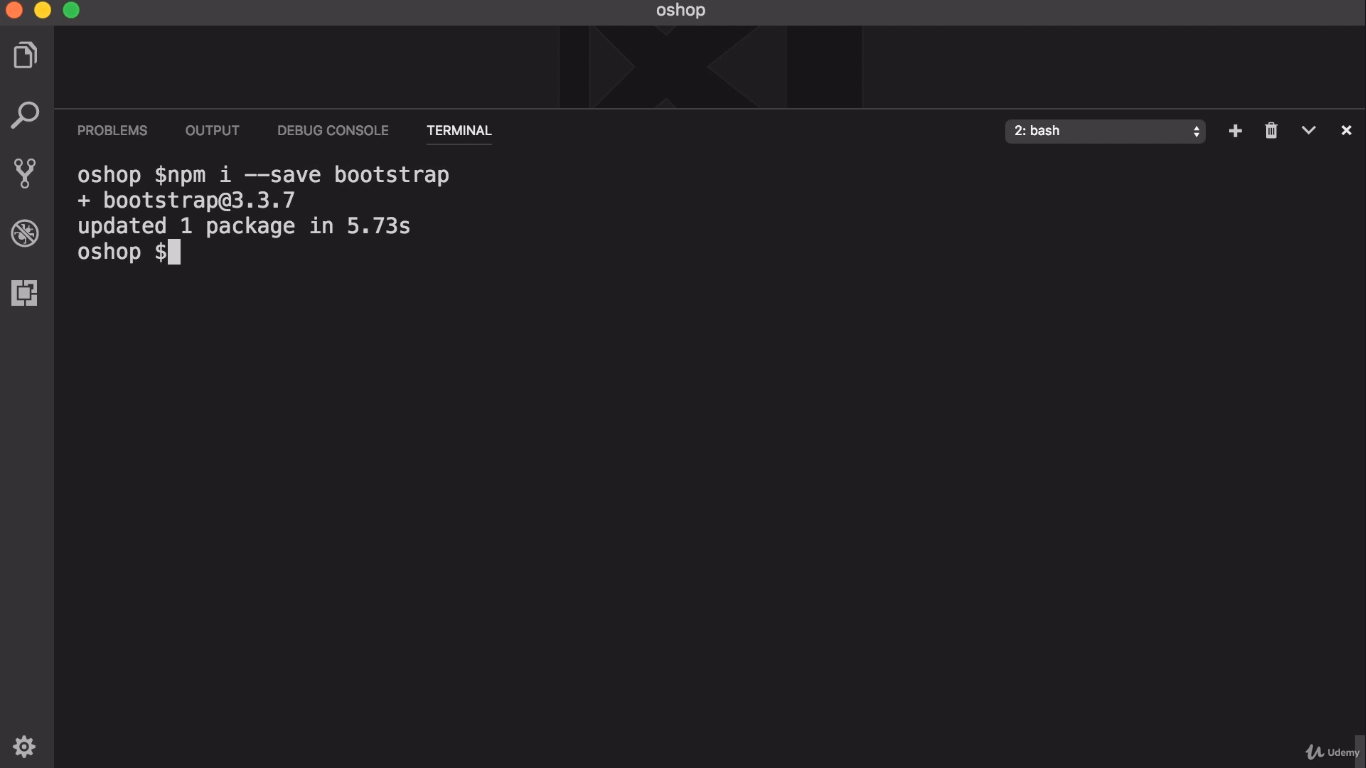 oshop
PROBLEMS OUTPUT DEBUG CONSOLE TERMINAL 2: bash
oshop $npm i --save bootstrap
+ bootstrap@3.3.7
updated 1 package in 5.73s
oshop $
Udemy